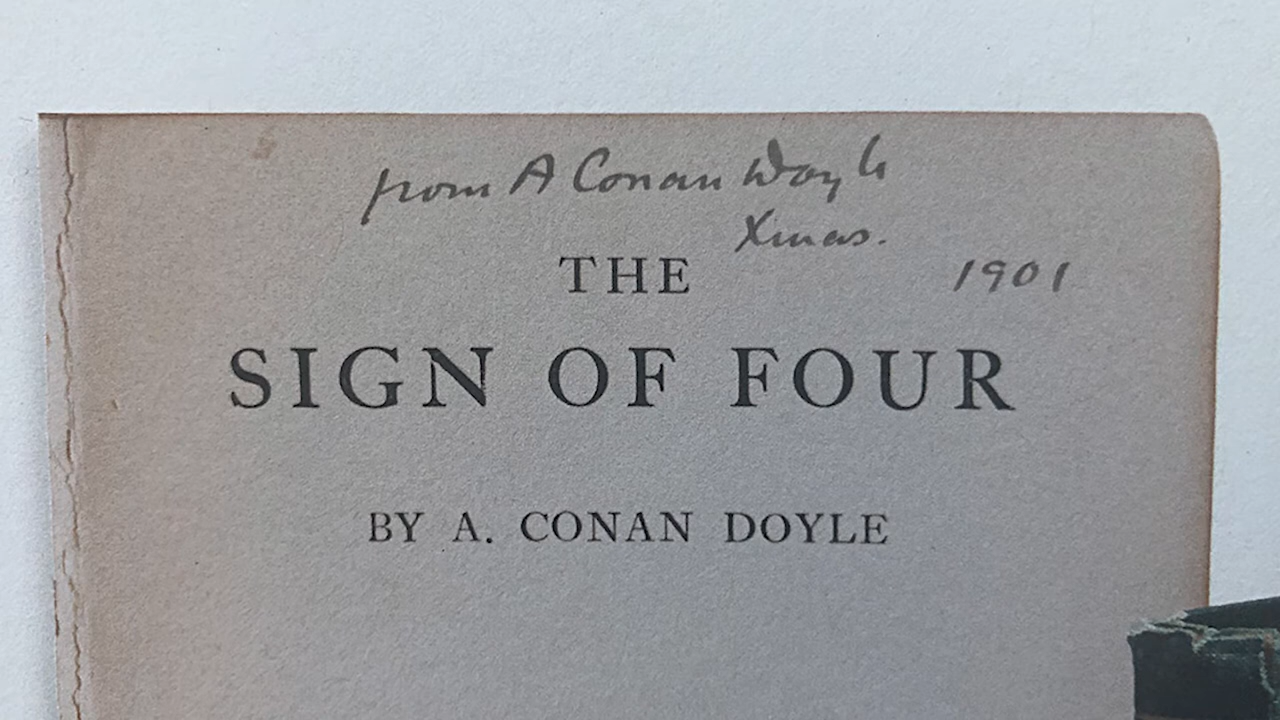 from A Conan Doyle
Xmas.
1901
THE
SIGN OF FOUR
BY A. CONAN DOYLE